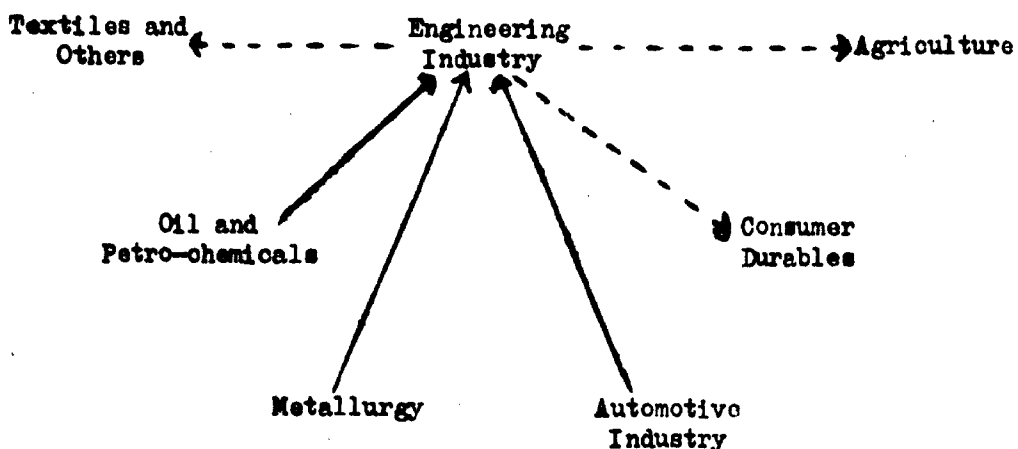 Textiles and
Others
Engineering
Industry
Agriculture
Oil and
Petro-chemicals
Consumer
Durables
Metallurgy
Automotive
Industry